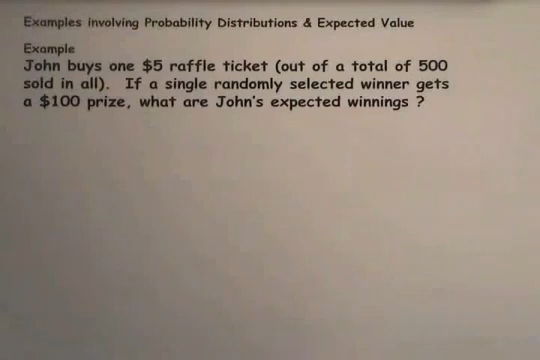 Examples involving Probability Distributions & Expected Value
Example
John buys one $5 raffle ticket (out of a total of 500
sold in all). If a single randomly selected winner gets
a $100 prize, what are John's expected winnings ?